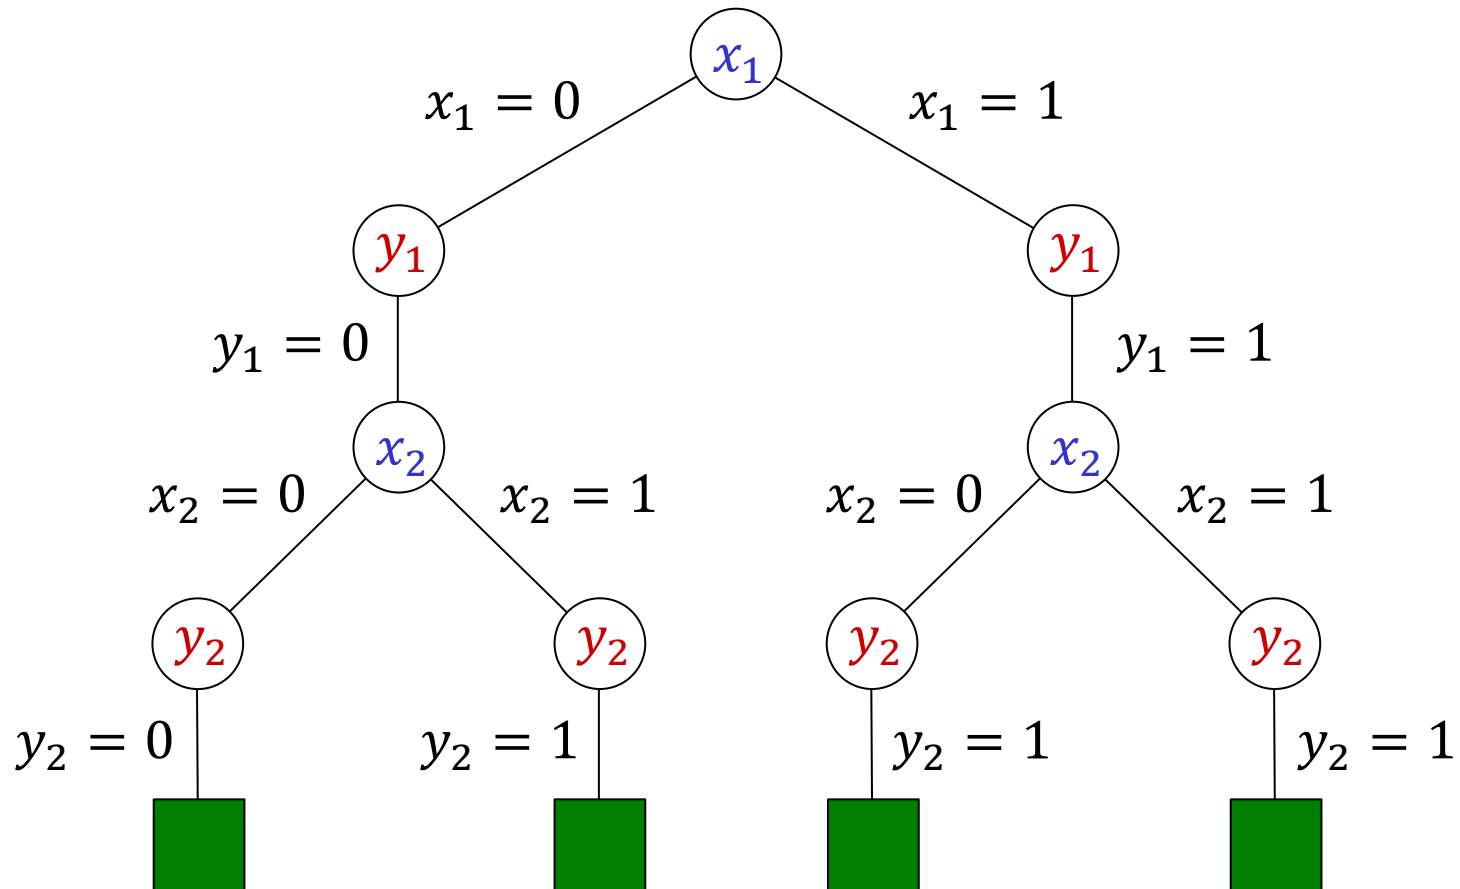 x₁
x₁ = 0
x₁ = 1
y₁
y₁
y₁ = 0
y₁ = 1
x₂
x₂
x₂ = 0
x₂ = 1
x₂ = 0
x₂ = 1
y₂
y₂
y₂
y₂
y₂ = 0
y₂ = 1
y₂ = 1
y₂ = 1